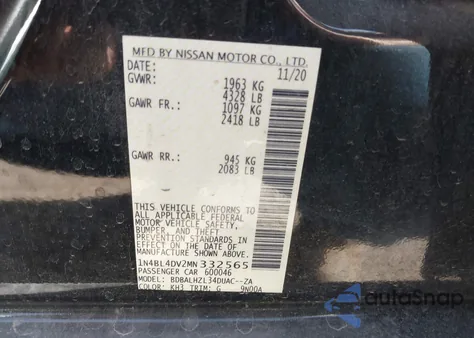 MFD BY NISSAN MOTOR CO., LTD.
DATE: 11/20
GVWR: 1963 KG
4328 LB
GAWR FR.: 1097 KG
2418 LB
GAWR RR.: 945 KG
2083 LB
THIS VEHICLE CONFORMS TO
ALL APPLICABLE FEDERAL
MOTOR VEHICLE SAFETY,
BUMPER, AND THEFT
PREVENTION STANDARDS IN
EFFECT ON THE DATE OF
MANUFACTURE SHOWN ABOVE.
1N4BL4DV2MN332565
PASSENGER CAR 600046
MODEL: BDBALHZL34DUAC--ZA
COLOR: KH3 TRIM: G 9N00A
autoSnap